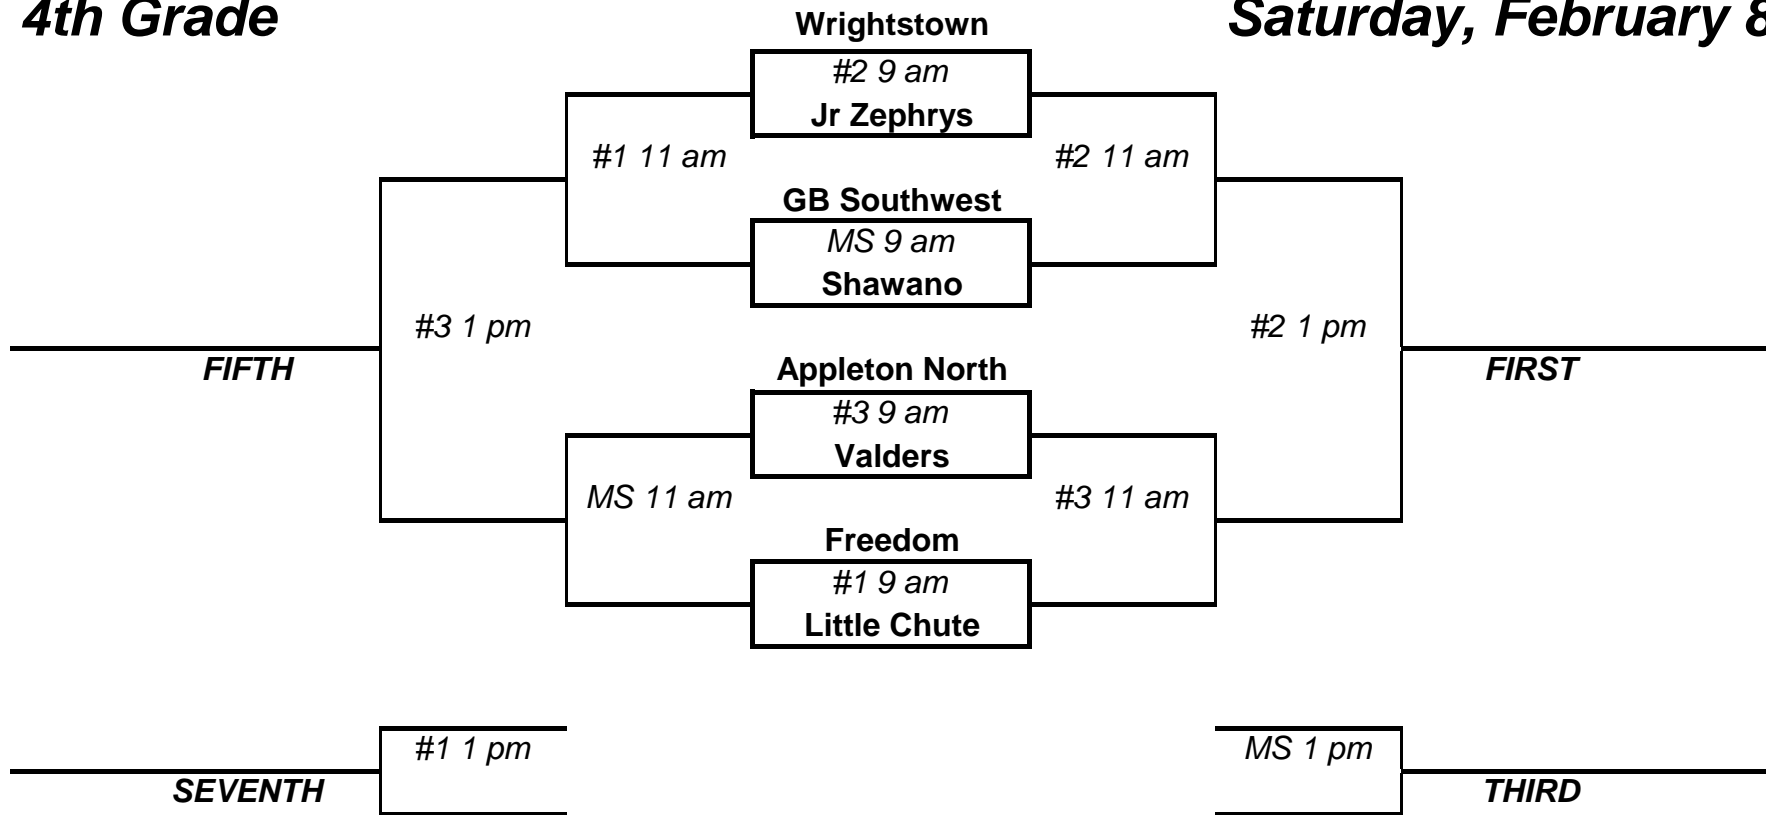 4th Grade
Saturday, February 8
Wrightstown
#2 9 am
Jr Zephrys
#1 11 am
#2 11 am
GB Southwest
MS 9 am
Shawano
#3 1 pm
#2 1 pm
FIFTH
FIRST
Appleton North
#3 9 am
Valders
MS 11 am
#3 11 am
Freedom
#1 9 am
Little Chute
#1 1 pm
MS 1 pm
SEVENTH
THIRD